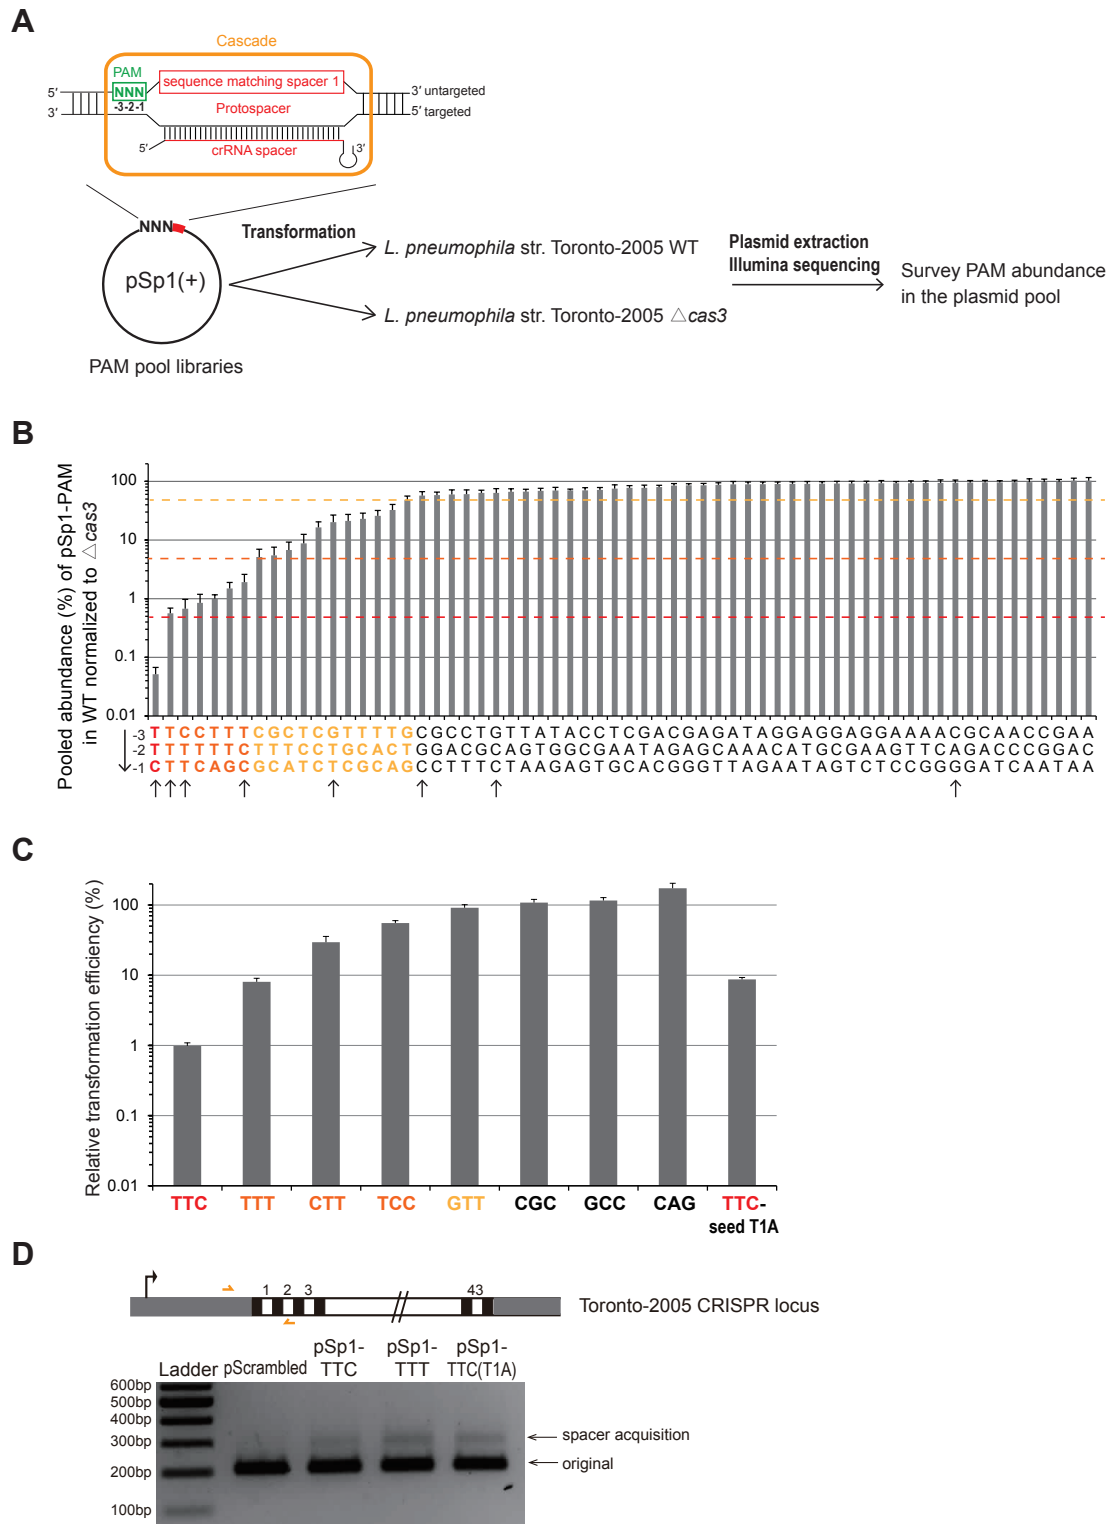 A
Cascade
PAM
NNN
sequence matching spacer 1
5′
3′ untargeted
-3-2-1
3′
Protospacer
5′ targeted
5′
crRNA spacer
3′
NNN
pSp1(+)
PAM pool libraries
Transformation
L. pneumophila str. Toronto-2005 WT
L. pneumophila str. Toronto-2005 △cas3
Plasmid extraction
Illumina sequencing
Survey PAM abundance
in the plasmid pool
B
Pooled abundance (%) of pSp1-PAM
in WT normalized to △cas3
100
10
1
0.1
0.01
-3 TTCCTTTCGCTCGTTTTGCGCCTGTTATACCTCGACGAGATAGGAGGAGGAAAACGCAACCGAA
-2 TTTTTTCTTTCCTGCACTGGACGCAGTGGCGAATAGAGCAAACATGCGAAGTTCAGACCCGGAC
-1 CTTCAGCGCATCTCGCAGCCTTTCTAAGAGTGCACGGGTTAGAATAGTCTCCGGGGATCAATAA
C
Relative transformation efficiency (%)
100
10
1
0.1
0.01
TTC TTT CTT TCC GTT CGC GCC CAG TTC-
seed T1A
D
1 2 3 43
Toronto-2005 CRISPR locus
Ladder
pScrambled
pSp1-
TTC
pSp1-
TTT
pSp1-
TTC(T1A)
600bp
500bp
400bp
300bp
200bp
100bp
spacer acquisition
original